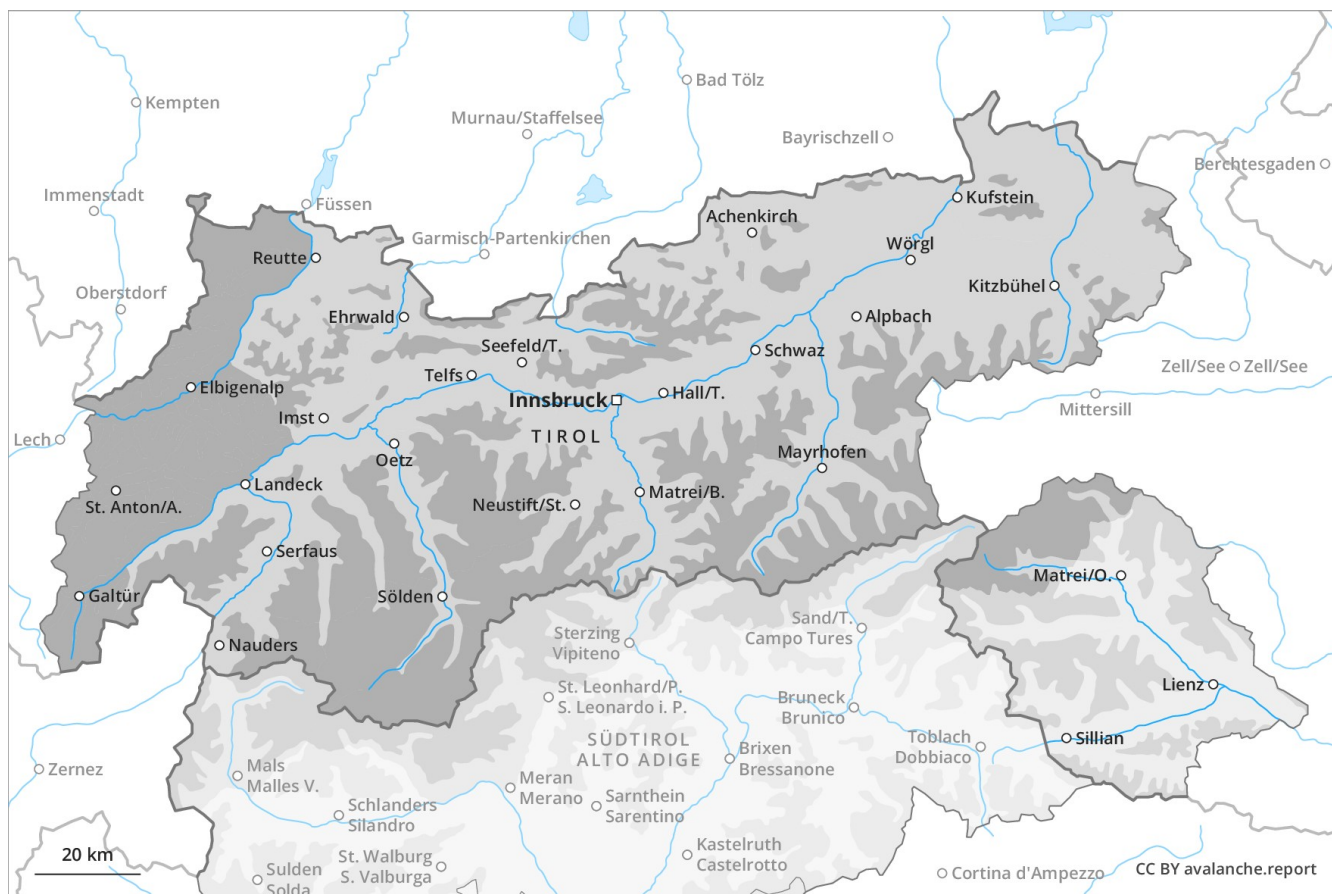 Kempten
Bad Tölz
Murnau/Staffelsee
Bayrischzell
Berchtesgaden
Immenstadt
Füssen
Kufstein
Achenkirch
Garmisch-Partenkirchen
Wörgl
Reutte
Oberstdorf
Kitzbühel
Ehrwald
Alpbach
Seefeld/T.
Schwaz
Zell/See
Zell/See
Telfs
Elbigenalp
Innsbruck
Hall/T.
Mittersill
Imst
TIROL
Lech
Oetz
Mayrhofen
Landeck
Matrei/B.
St. Anton/A.
Neustift/St.
Serfaus
Matrei/O.
Galtür
Sölden
Sand/T.
Campo Tures
Sterzing
Vipiteno
Nauders
Lienz
St. Leonhard/P.
S. Leonardo i. P.
Bruneck
Brunico
SÜDTIROL
ALTO ADIGE
Toblach
Dobbiaco
Sillian
Brixen
Bressanone
Zernez
Mals
Malles V.
Meran
Merano
Sarnthein
Sarentino
Schlanders
Silandro
Kastelruth
Castelrotto
20 km
St. Walburg
S. Valburga
Sulden
Solda
Cortina d'Ampezzo
CC BY avalanche.report